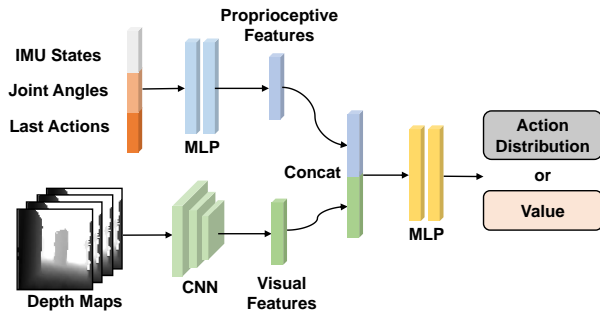 Proprioceptive
Features
IMU States
Joint Angles
Last Actions
MLP
Concat
Action
Distribution
or
Value
MLP
Depth Maps
CNN
Visual
Features